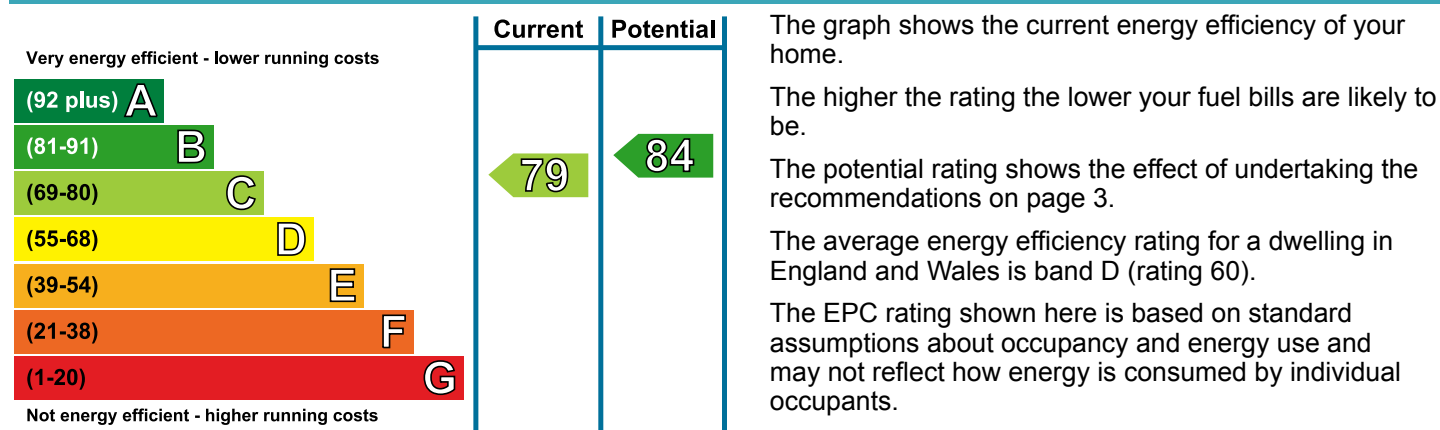 Current Potential
Very energy efficient - lower running costs
(92 plus) A
(81-91) B
(69-80) C
(55-68) D
(39-54) E
(21-38) F
(1-20) G
Not energy efficient - higher running costs
79
84
The graph shows the current energy efficiency of your
home.
The higher the rating the lower your fuel bills are likely to
be.
The potential rating shows the effect of undertaking the
recommendations on page 3.
The average energy efficiency rating for a dwelling in
England and Wales is band D (rating 60).
The EPC rating shown here is based on standard
assumptions about occupancy and energy use and
may not reflect how energy is consumed by individual
occupants.